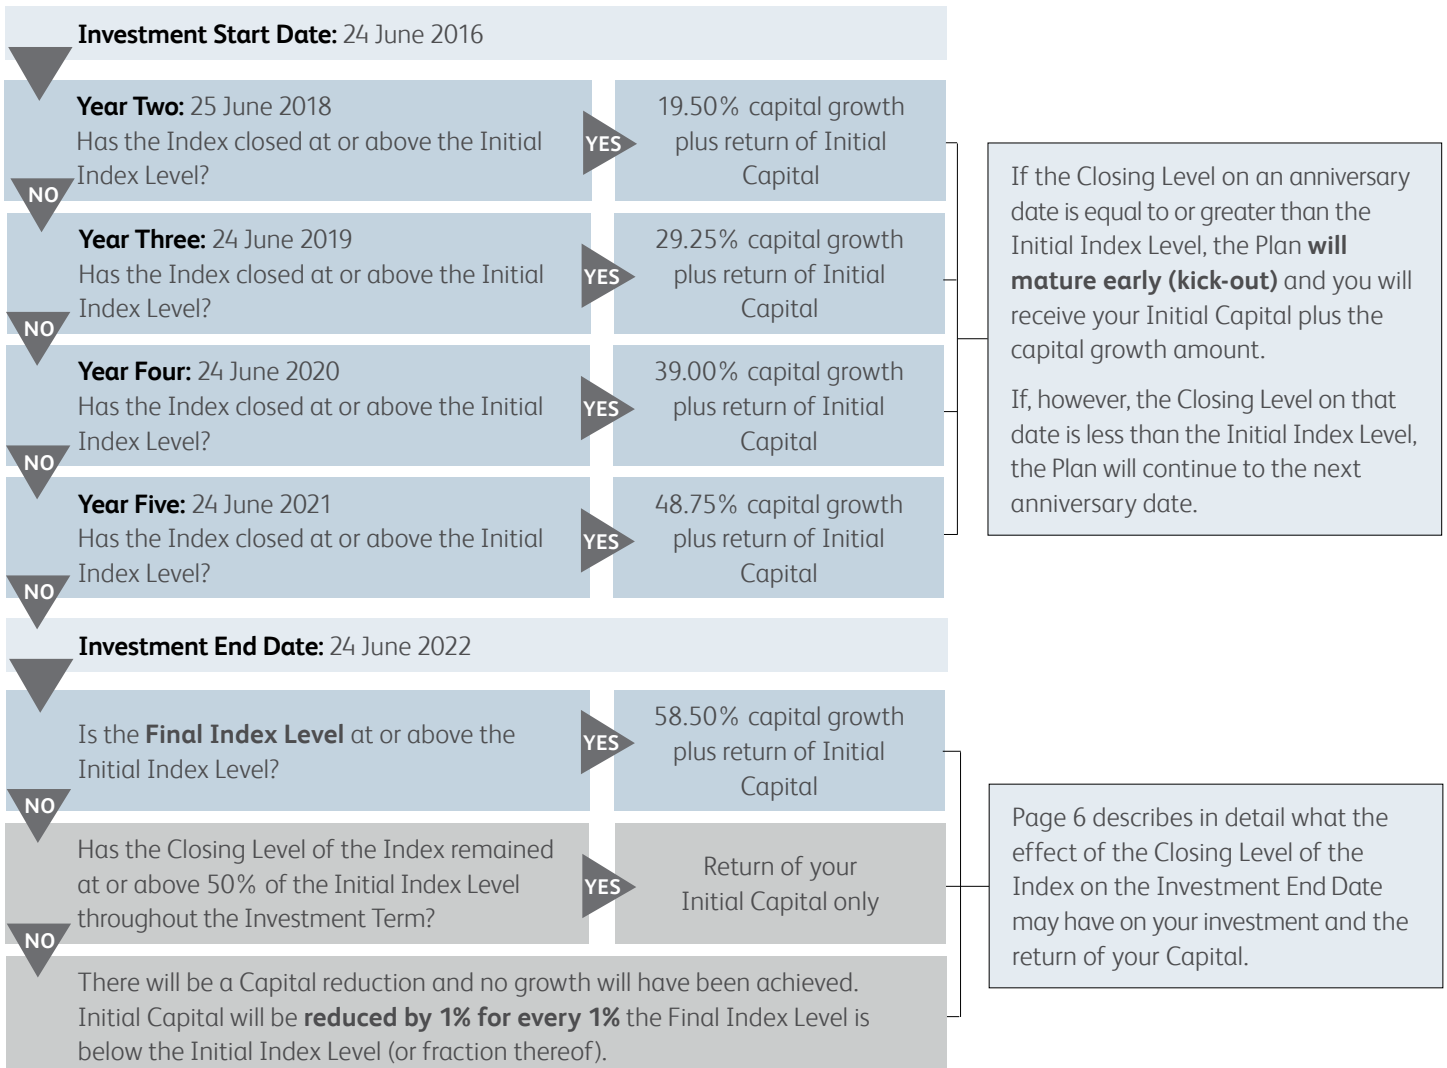 Investment Start Date: 24 June 2016
Year Two: 25 June 2018
Has the Index closed at or above the Initial
Index Level?
YES
19.50% capital growth
plus return of Initial
Capital
NO
Year Three: 24 June 2019
Has the Index closed at or above the Initial
Index Level?
YES
29.25% capital growth
plus return of Initial
Capital
NO
Year Four: 24 June 2020
Has the Index closed at or above the Initial
Index Level?
YES
39.00% capital growth
plus return of Initial
Capital
NO
Year Five: 24 June 2021
Has the Index closed at or above the Initial
Index Level?
YES
48.75% capital growth
plus return of Initial
Capital
NO
If the Closing Level on an anniversary
date is equal to or greater than the
Initial Index Level, the Plan will
mature early (kick-out) and you will
receive your Initial Capital plus the
capital growth amount.
If, however, the Closing Level on that
date is less than the Initial Index Level,
the Plan will continue to the next
anniversary date.
Investment End Date: 24 June 2022
Is the Final Index Level at or above the
Initial Index Level?
YES
58.50% capital growth
plus return of Initial
Capital
NO
Has the Closing Level of the Index remained
at or above 50% of the Initial Index Level
throughout the Investment Term?
YES
Return of your
Initial Capital only
NO
There will be a Capital reduction and no growth will have been achieved.
Initial Capital will be reduced by 1% for every 1% the Final Index Level is
below the Initial Index Level (or fraction thereof).
Page 6 describes in detail what the
effect of the Closing Level of the
Index on the Investment End Date
may have on your investment and the
return of your Capital.